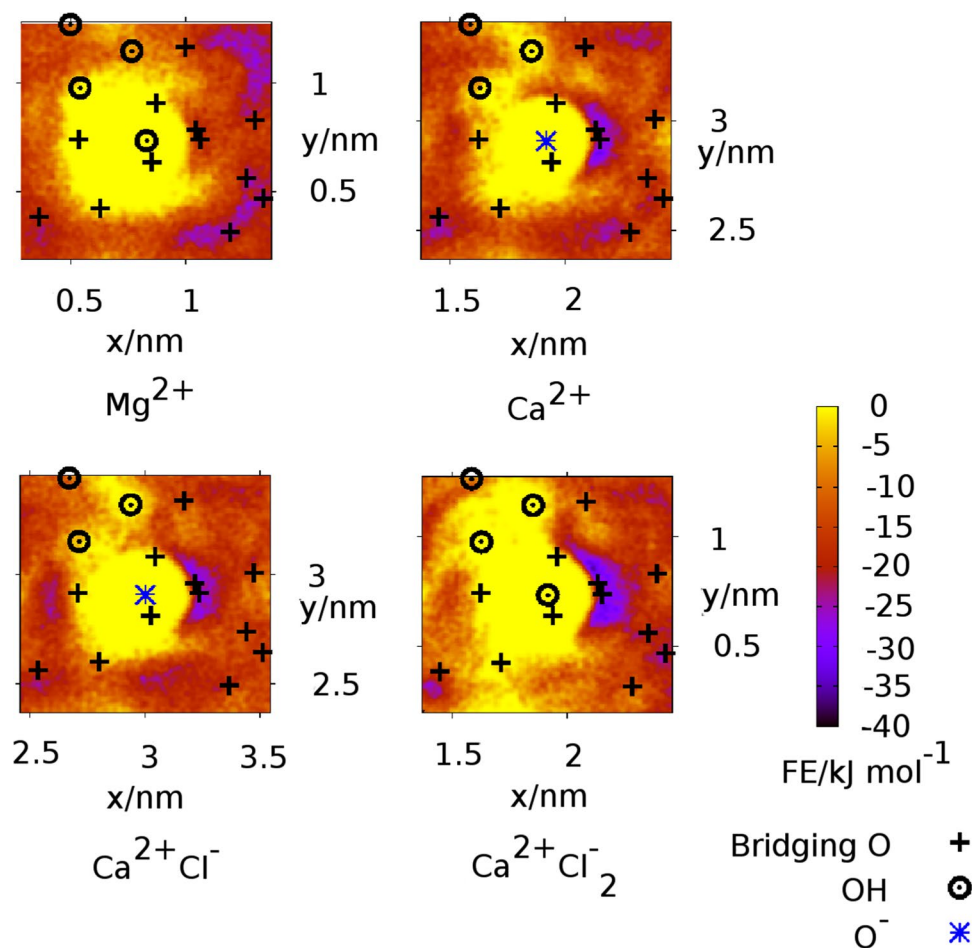 1
y/nm
0.5
0.5 1
x/nm
Mg2+
3
y/nm
2.5
1.5 2
x/nm
Ca2+
3
y/nm
2.5
2.5 3 3.5
x/nm
Ca2+Cl-
1
y/nm
0.5
1.5 2
x/nm
Ca2+Cl-2
0
-5
-10
-15
-20
-25
-30
-35
-40
FE/kJ mol-1
Bridging O
OH
O-